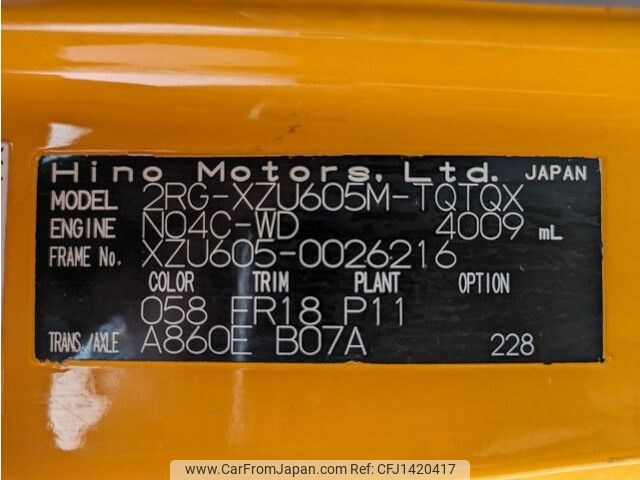 Hino Motors, Ltd. JAPAN
MODEL 2RG-XZU605M-TQTQX
ENGINE N04C-WD 4009 mL
FRAME No. XZU605-0026216
COLOR TRIM PLANT OPTION
058 FR18 P11
TRANS./AXLE A860E B07A 228
www.CarFromJapan.com - CFJ1420417